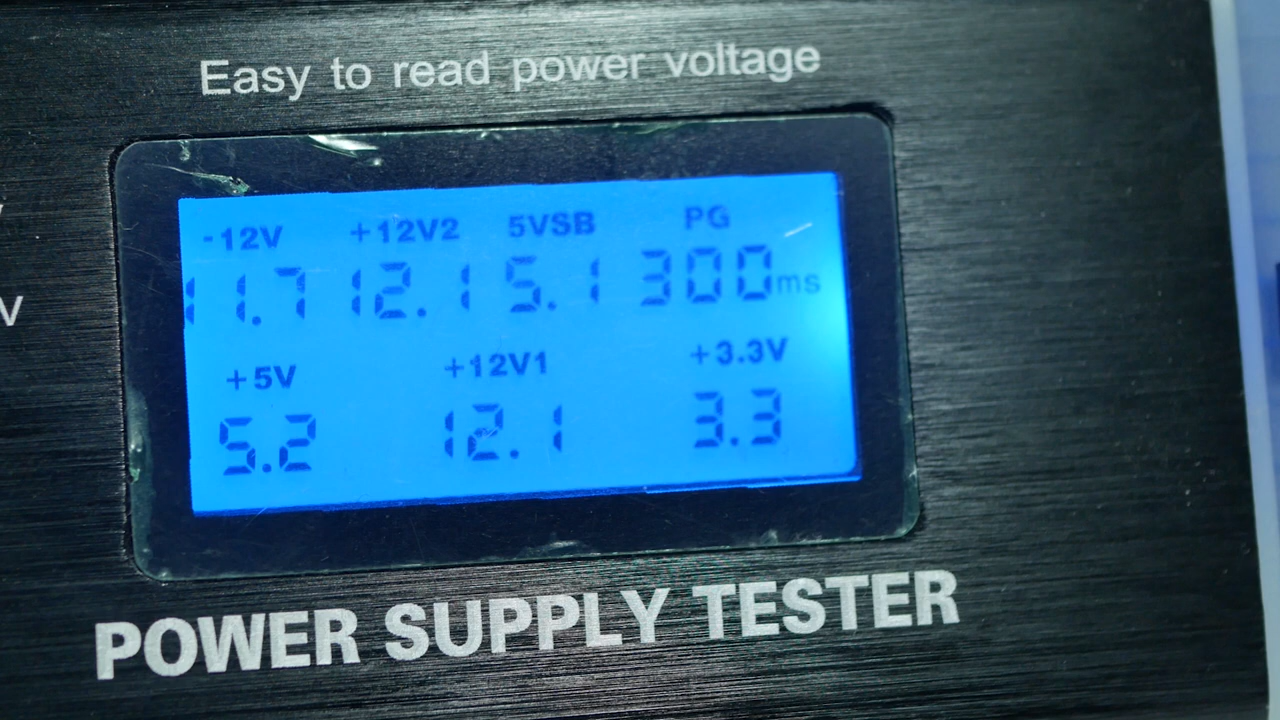 Easy to read power voltage
-12V +12V2 5VSB PG
11.7 12.1 5.1 300ms
+5V +12V1 +3.3V
5.2 12.1 3.3
V
POWER SUPPLY TESTER